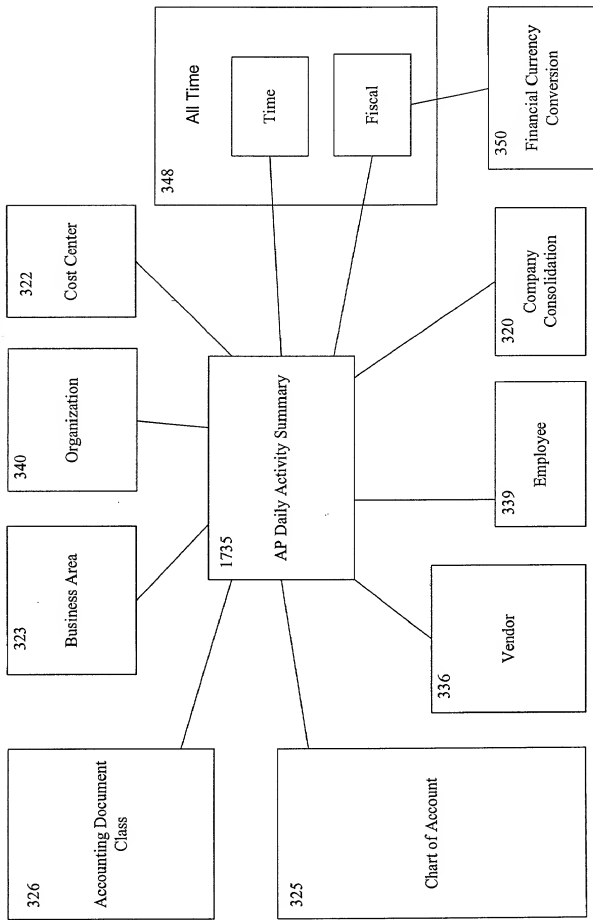 326
Accounting Document
Class
323
Business Area
340
Organization
322
Cost Center
348
All Time
Time
Fiscal
1735
AP Daily Activity Summary
325
Chart of Account
336
Vendor
339
Employee
320
Company
Consolidation
350
Financial Currency
Conversion